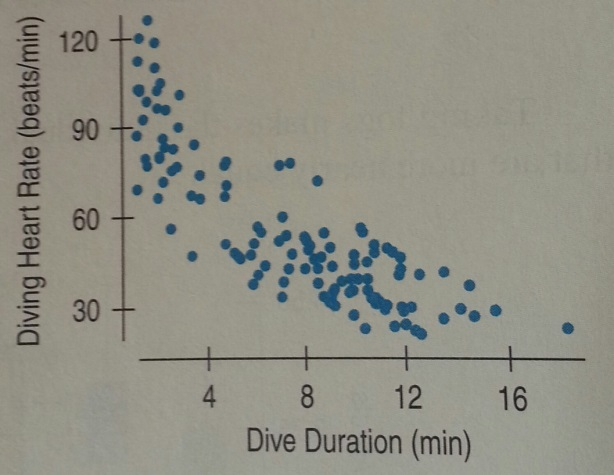 Diving Heart Rate (beats/min)
120
90
60
30
4 8 12 16
Dive Duration (min)